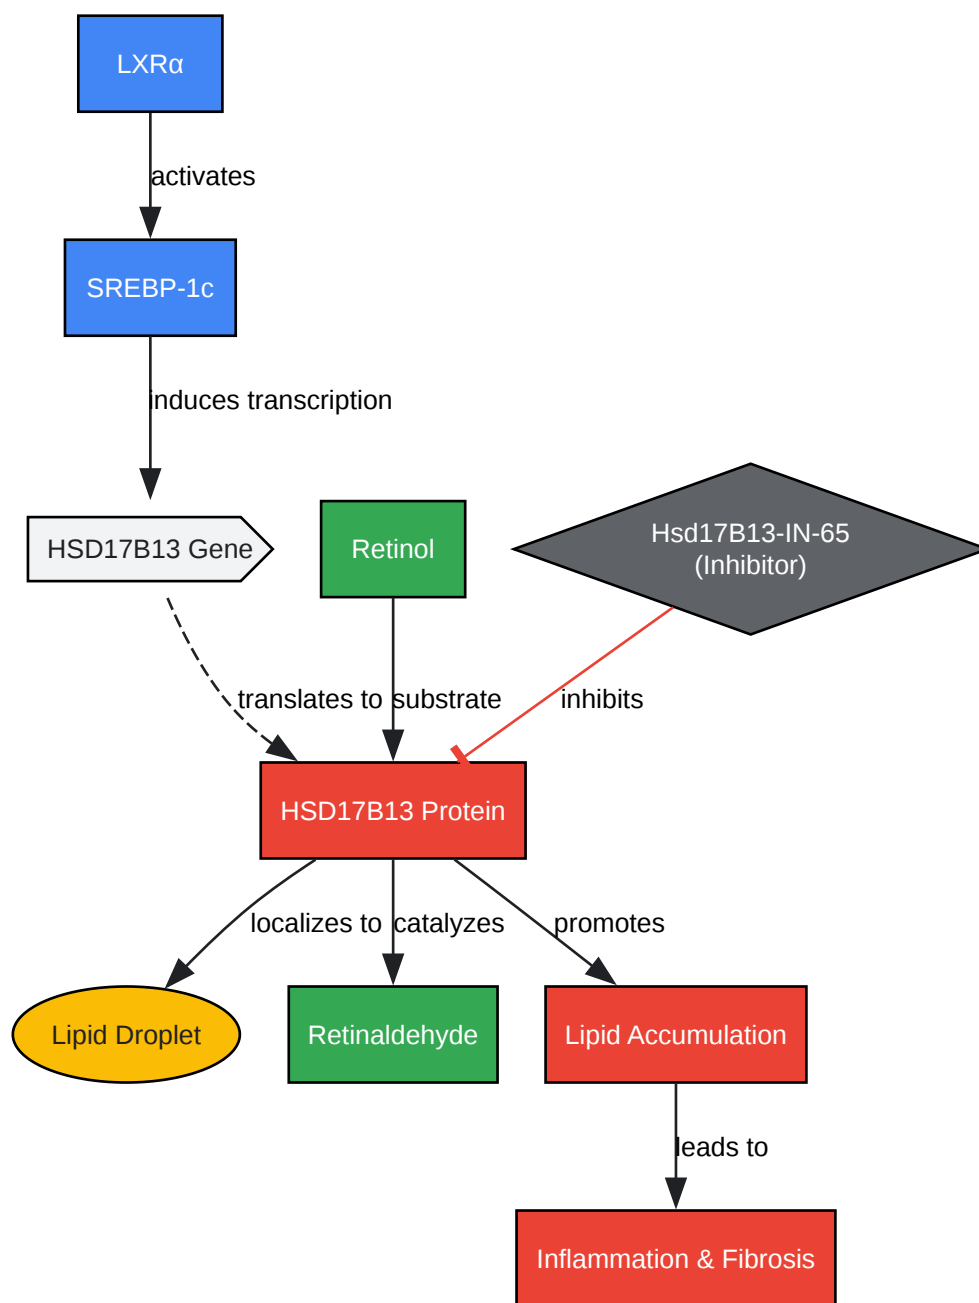 LXRα
activates
SREBP-1c
induces transcription
HSD17B13 Gene
Retinol
Hsd17B13-IN-65
(Inhibitor)
translates to
substrate
inhibits
HSD17B13 Protein
localizes to
catalyzes
promotes
Lipid Droplet
Retinaldehyde
Lipid Accumulation
leads to
Inflammation & Fibrosis